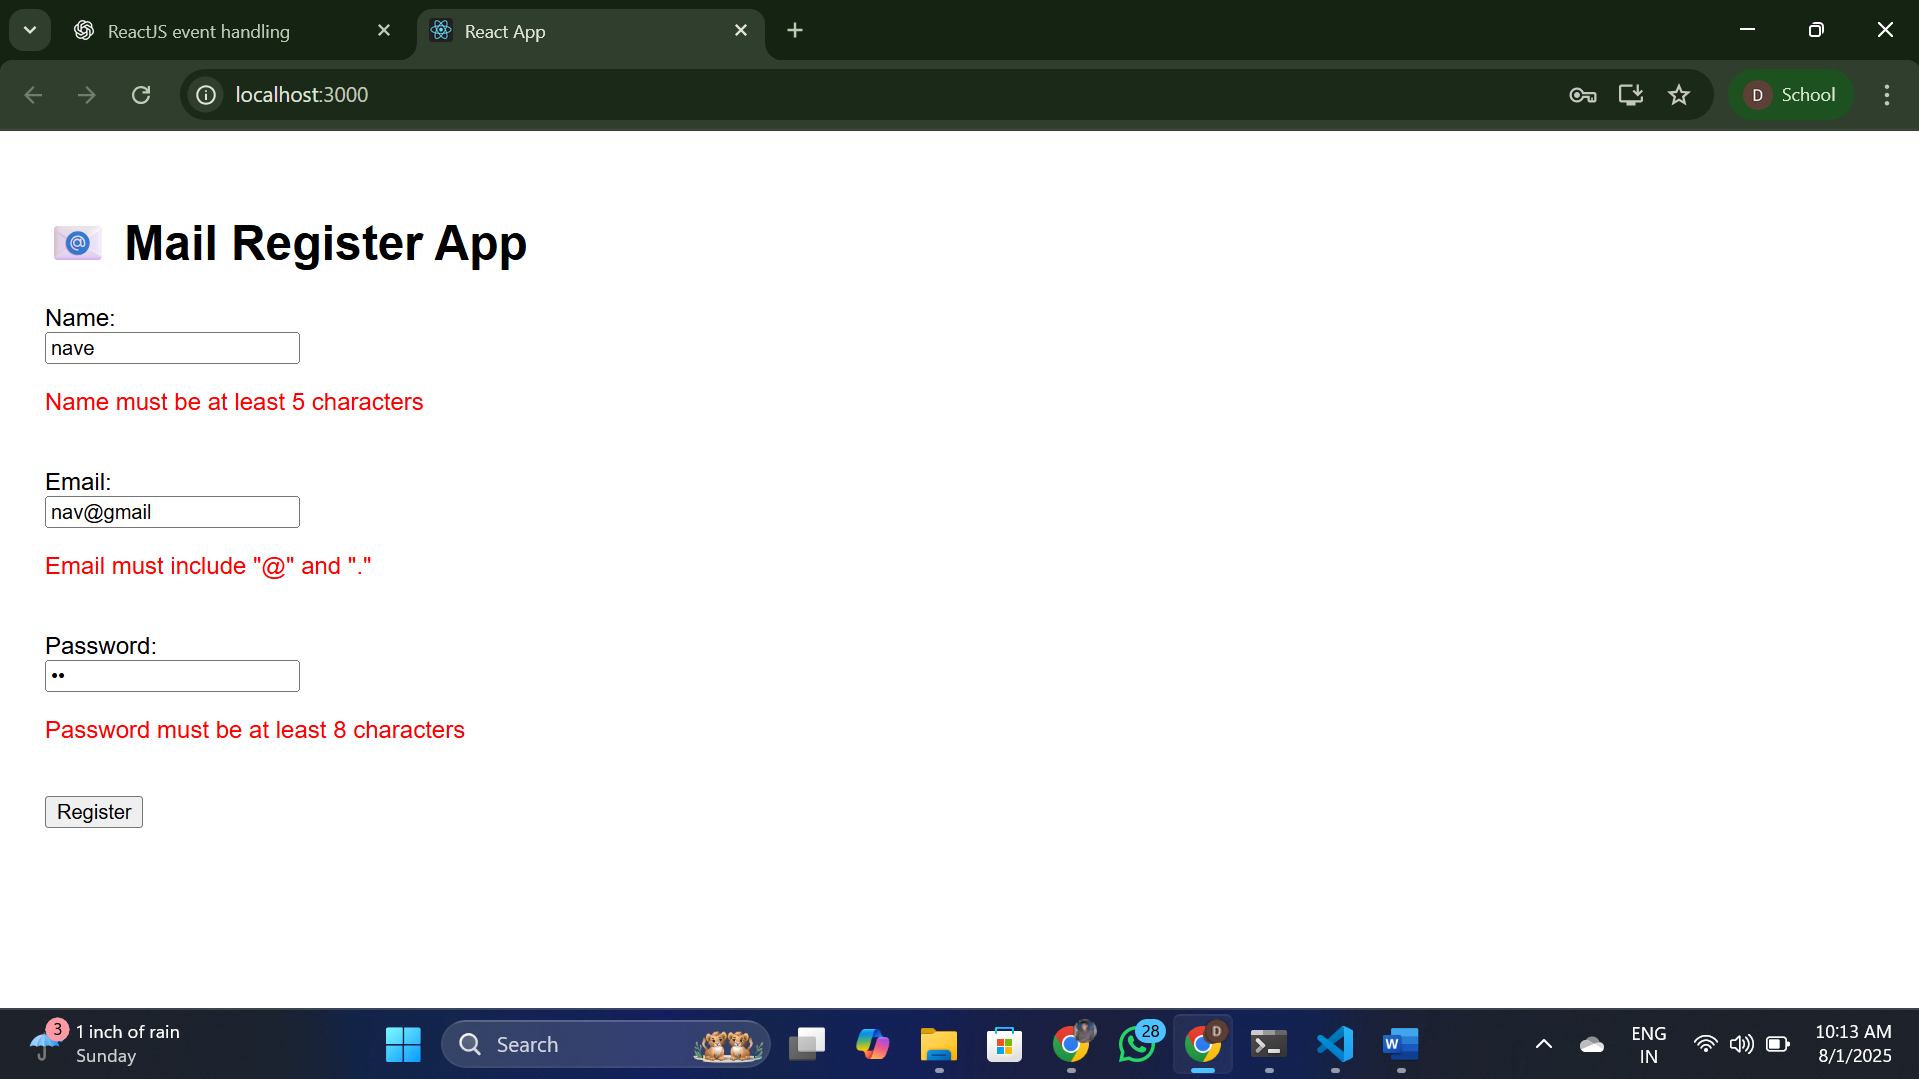 ReactJS event handling
React App
localhost:3000
D School
@ Mail Register App
Name:
nave
Name must be at least 5 characters
Email:
nav@gmail
Email must include "@" and "."
Password:
••
Password must be at least 8 characters
Register
3
1 inch of rain
Sunday
Search
28
D
W
ENG
IN
10:13 AM
8/1/2025